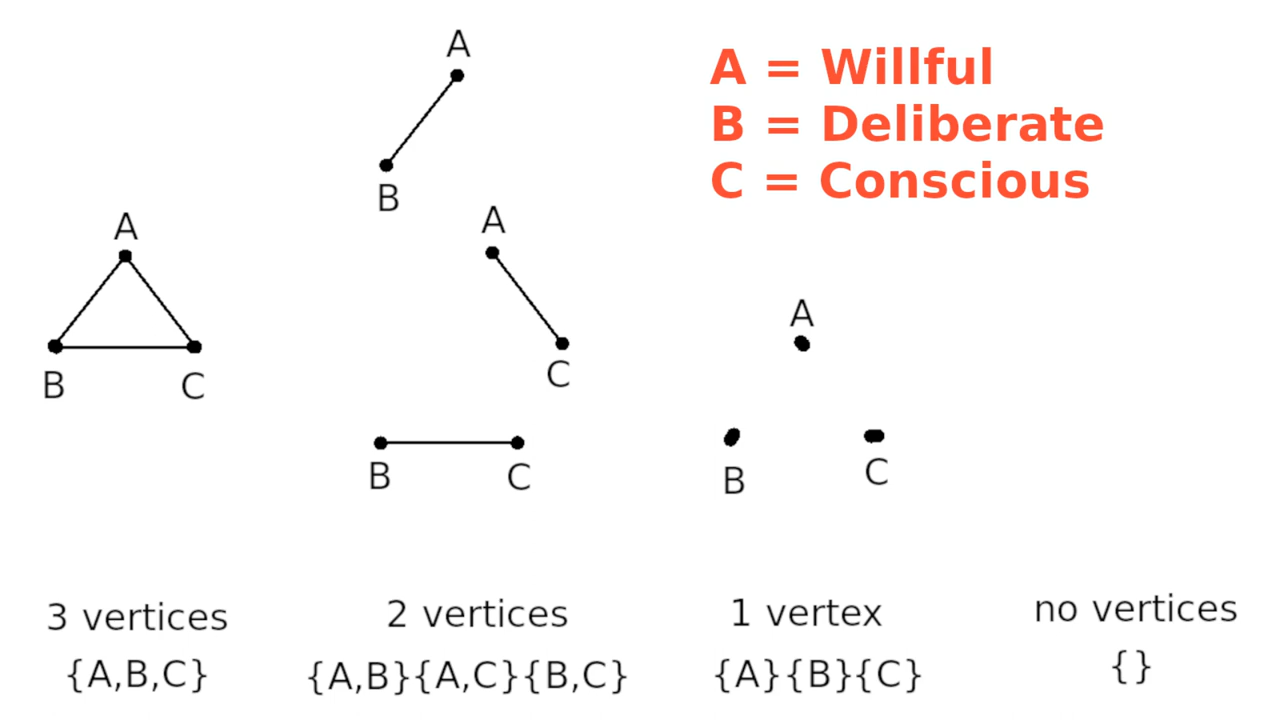 A
A = Willful
B = Deliberate
C = Conscious
B
A
A
B
C
C
A
B
C
B
C
3 vertices
2 vertices
1 vertex
no vertices
{A,B,C}
{A,B}{A,C}{B,C}
{A}{B}{C}
{}